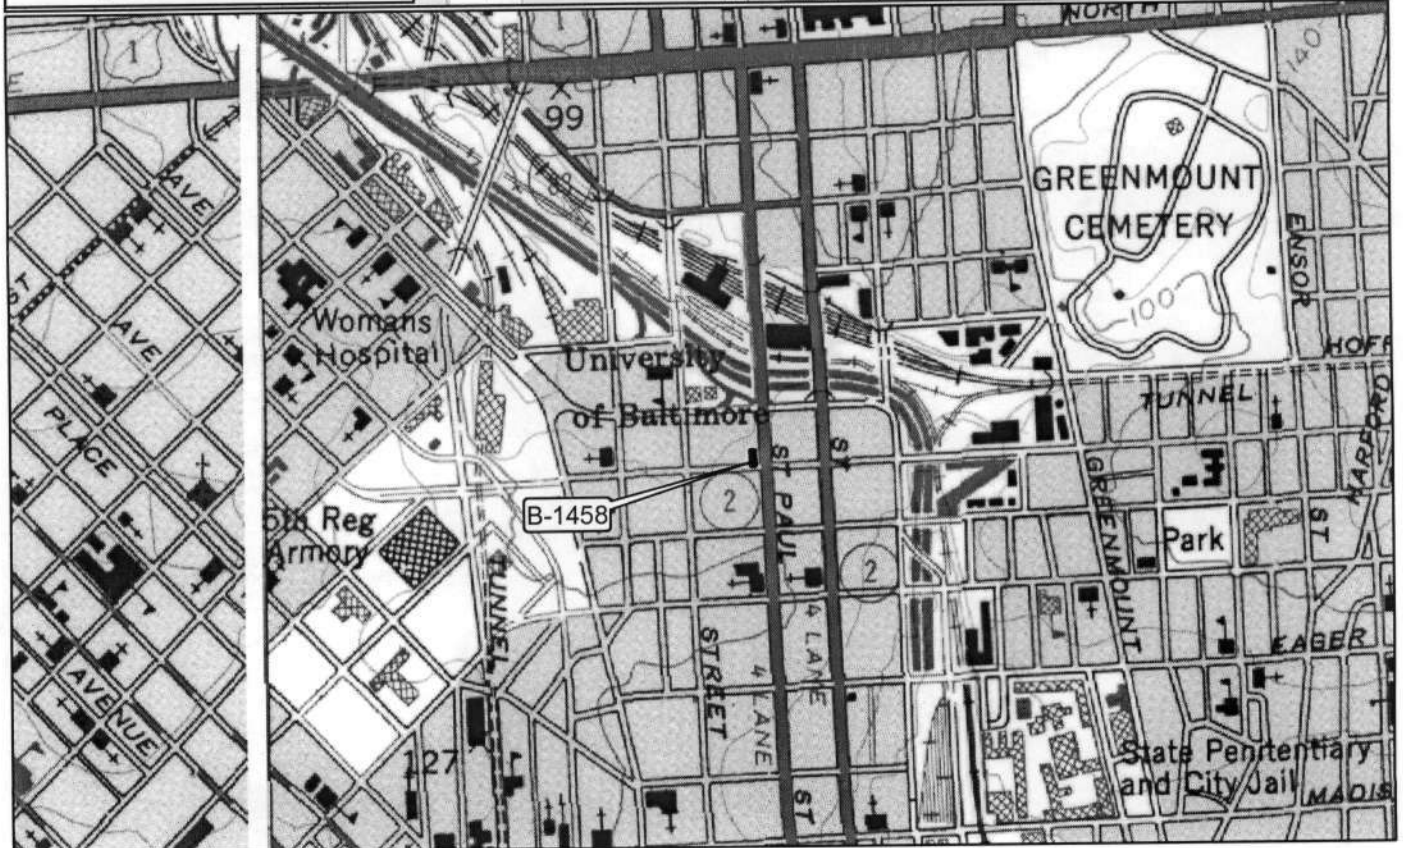 NORTH
1
1
E
99
140
AVE
GREENMOUNT
CEMETERY
ENSOR
ST
AVE
Womans
Hospital
100
University
of Baltimore
HOFF
TUNNEL
HARFORD
PLACE
ST PAUL
ST
GREENMOUNT
2
B-1458
5th Reg
Armory
Park
ST
2
TUNNEL
4 LANE
STREET
4 LANE
EAGER
AVENUE
127
State Penitentiary
and City Jail
MADIS
ST